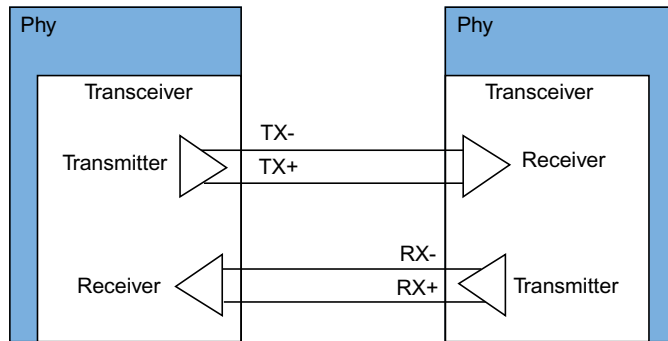 Phy
Phy
Transceiver
Transceiver
TX-
Transmitter
TX+
Receiver
RX-
Receiver
RX+
Transmitter